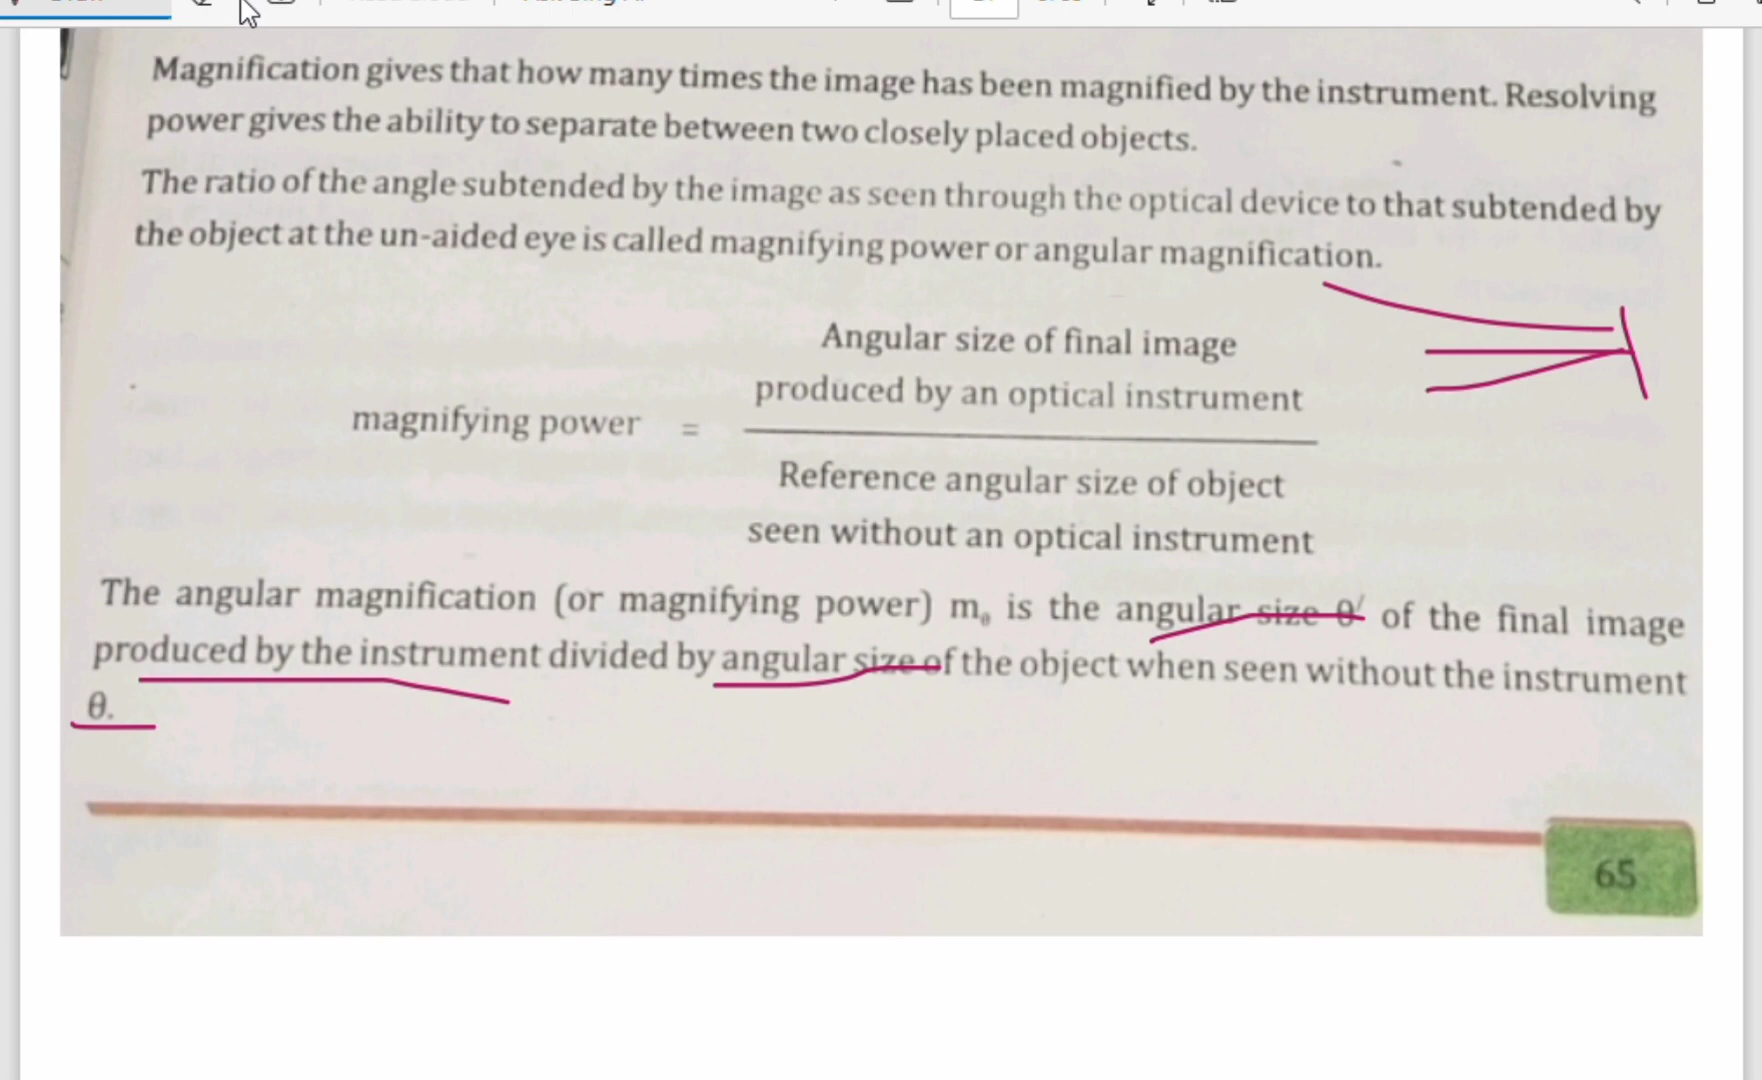 Magnification gives that how many times the image has been magnified by the instrument. Resolving
power gives the ability to separate between two closely placed objects.
The ratio of the angle subtended by the image as seen through the optical device to that subtended by
the object at the un-aided eye is called magnifying power or angular magnification.
Angular size of final image
produced by an optical instrument
magnifying power =
Reference angular size of object
seen without an optical instrument
The angular magnification (or magnifying power) mₑ is the angular size θ′ of the final image
produced by the instrument divided by angular size of the object when seen without the instrument
θ.
65